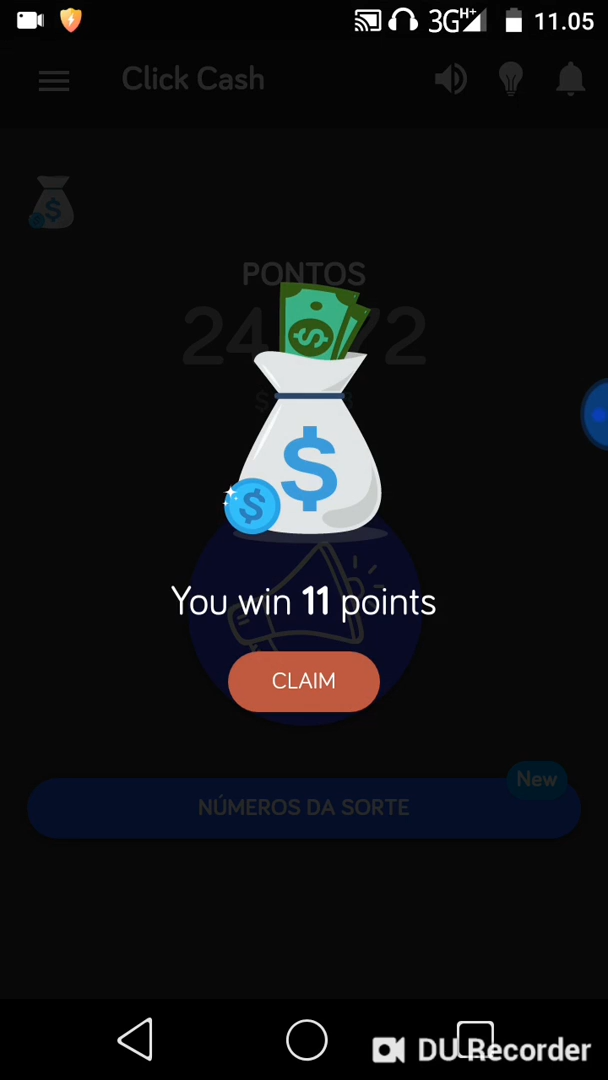 3G H+ 11.05
Click Cash
PONTOS
You win 11 points
CLAIM
New
NÚMEROS DA SORTE
DU Recorder